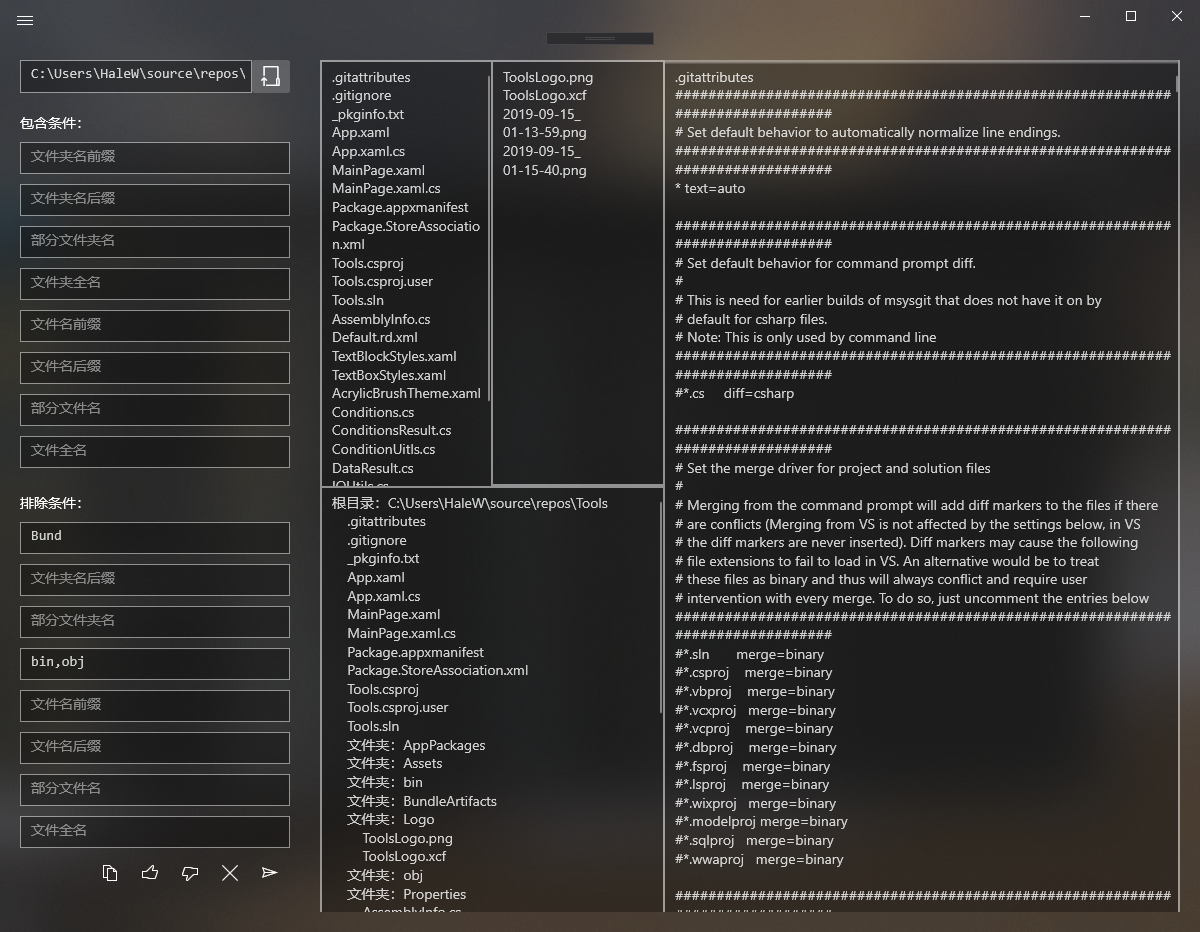 C:\Users\HaleW\source\repos\
包含条件:
文件夹名前缀
文件夹名后缀
部分文件夹名
文件夹全名
文件名前缀
文件名后缀
部分文件名
文件全名
排除条件:
Bund
文件夹名后缀
部分文件夹名
bin,obj
文件名前缀
文件名后缀
部分文件名
文件全名
.gitattributes
.gitignore
_pkginfo.txt
App.xaml
App.xaml.cs
MainPage.xaml
MainPage.xaml.cs
Package.appxmanifest
Package.StoreAssociatio
n.xml
Tools.csproj
Tools.csproj.user
Tools.sln
AssemblyInfo.cs
Default.rd.xml
TextBlockStyles.xaml
TextBoxStyles.xaml
AcrylicBrushTheme.xaml
Conditions.cs
ConditionsResult.cs
ConditionUitls.cs
DataResult.cs
IOUtils.cs
ToolsLogo.png
ToolsLogo.xcf
2019-09-15_
01-13-59.png
2019-09-15_
01-15-40.png
根目录：C:\Users\HaleW\source\repos\Tools
.gitattributes
.gitignore
_pkginfo.txt
App.xaml
App.xaml.cs
MainPage.xaml
MainPage.xaml.cs
Package.appxmanifest
Package.StoreAssociation.xml
Tools.csproj
Tools.csproj.user
Tools.sln
文件夹：AppPackages
文件夹：Assets
文件夹：bin
文件夹：BundleArtifacts
文件夹：Logo
ToolsLogo.png
ToolsLogo.xcf
文件夹：obj
文件夹：Properties
AssemblyInfo.cs
.gitattributes
############################################################
###################
# Set default behavior to automatically normalize line endings.
############################################################
###################
* text=auto
############################################################
###################
# Set default behavior for command prompt diff.
#
# This is need for earlier builds of msysgit that does not have it on by
# default for csharp files.
# Note: This is only used by command line
############################################################
###################
#*.cs     diff=csharp
############################################################
###################
# Set the merge driver for project and solution files
#
# Merging from the command prompt will add diff markers to the files if there
# are conflicts (Merging from VS is not affected by the settings below, in VS
# the diff markers are never inserted). Diff markers may cause the following
# file extensions to fail to load in VS. An alternative would be to treat
# these files as binary and thus will always conflict and require user
# intervention with every merge. To do so, just uncomment the entries below
############################################################
###################
#*.sln       merge=binary
#*.csproj    merge=binary
#*.vbproj    merge=binary
#*.vcxproj   merge=binary
#*.vcproj    merge=binary
#*.dbproj    merge=binary
#*.fsproj    merge=binary
#*.lsproj    merge=binary
#*.wixproj   merge=binary
#*.modelproj merge=binary
#*.sqlproj   merge=binary
#*.wwaproj   merge=binary
############################################################
###################